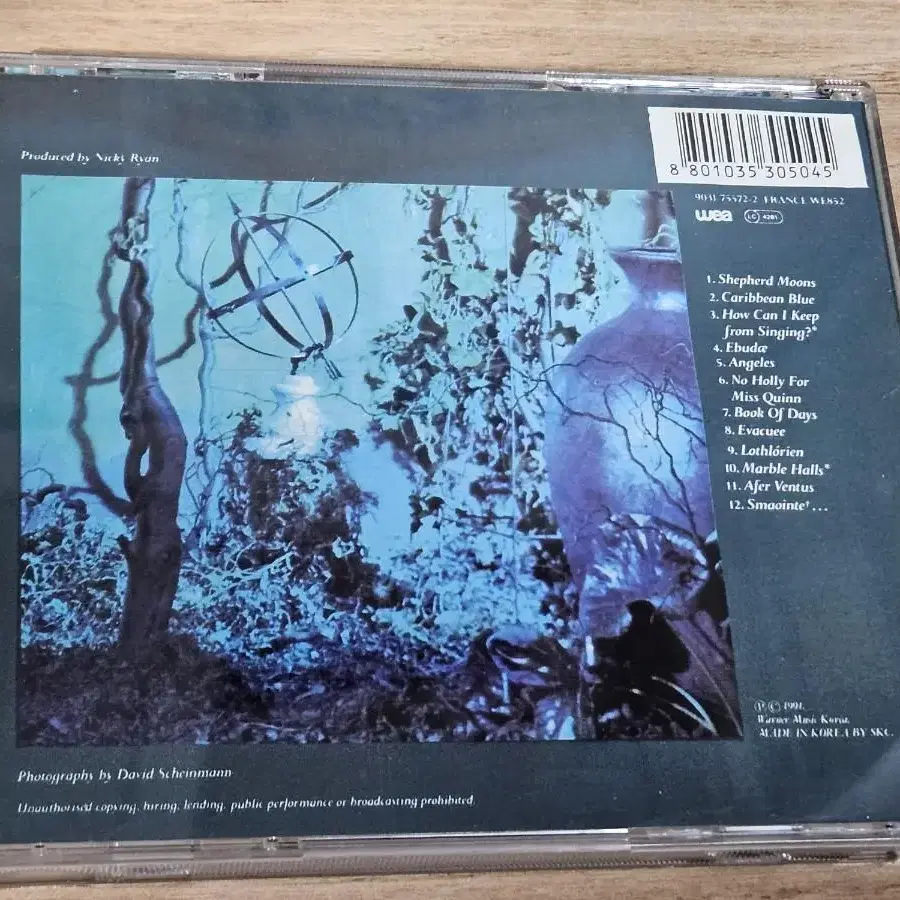 Produced by Nicky Ryan
8 801035 305045
9031-75572-2 FRANCE WE852
wea LC 4281
1. Shepherd Moons
2. Caribbean Blue
3. How Can I Keep
from Singing?*
4. Ebudæ
5. Angeles
6. No Holly For
Miss Quinn
7. Book Of Days
8. Evacuee
9. Lothlórien
10. Marble Halls*
11. Afer Ventus
12. Smaointe† . . .
℗ © 1991.
Warner Music Korea.
MADE IN KOREA BY SKC.
Photographs by David Scheinmann
Unauthorised copying, hiring, lending, public performance or broadcasting prohibited.